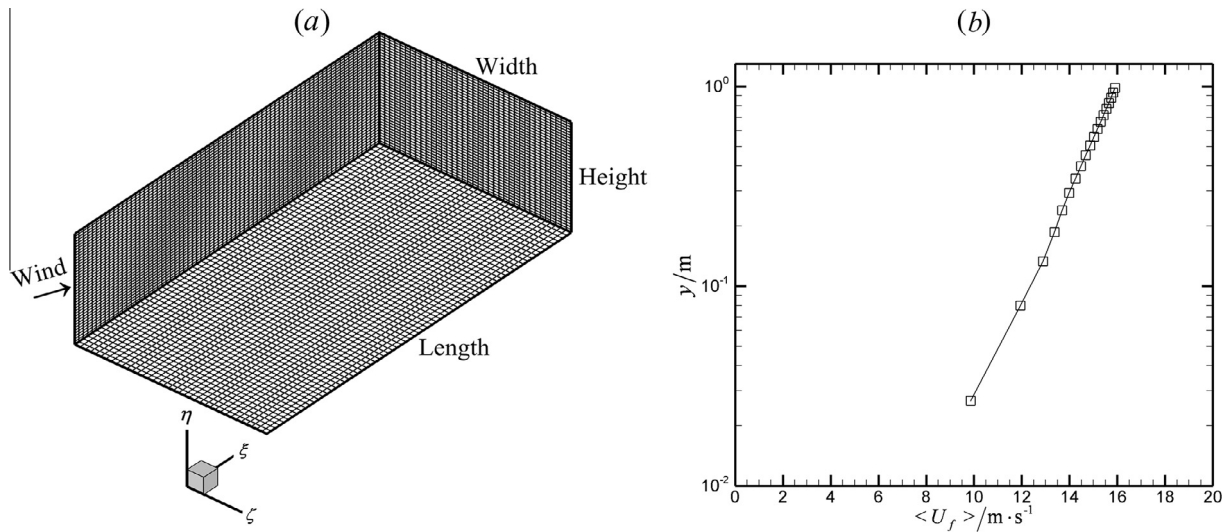 (a)
Width
Height
Wind
Length
η
ξ
ζ
(b)
10⁰
10⁻¹
10⁻²
y/m
0 2 4 6 8 10 12 14 16 18 20
<U_f>/m·s⁻¹